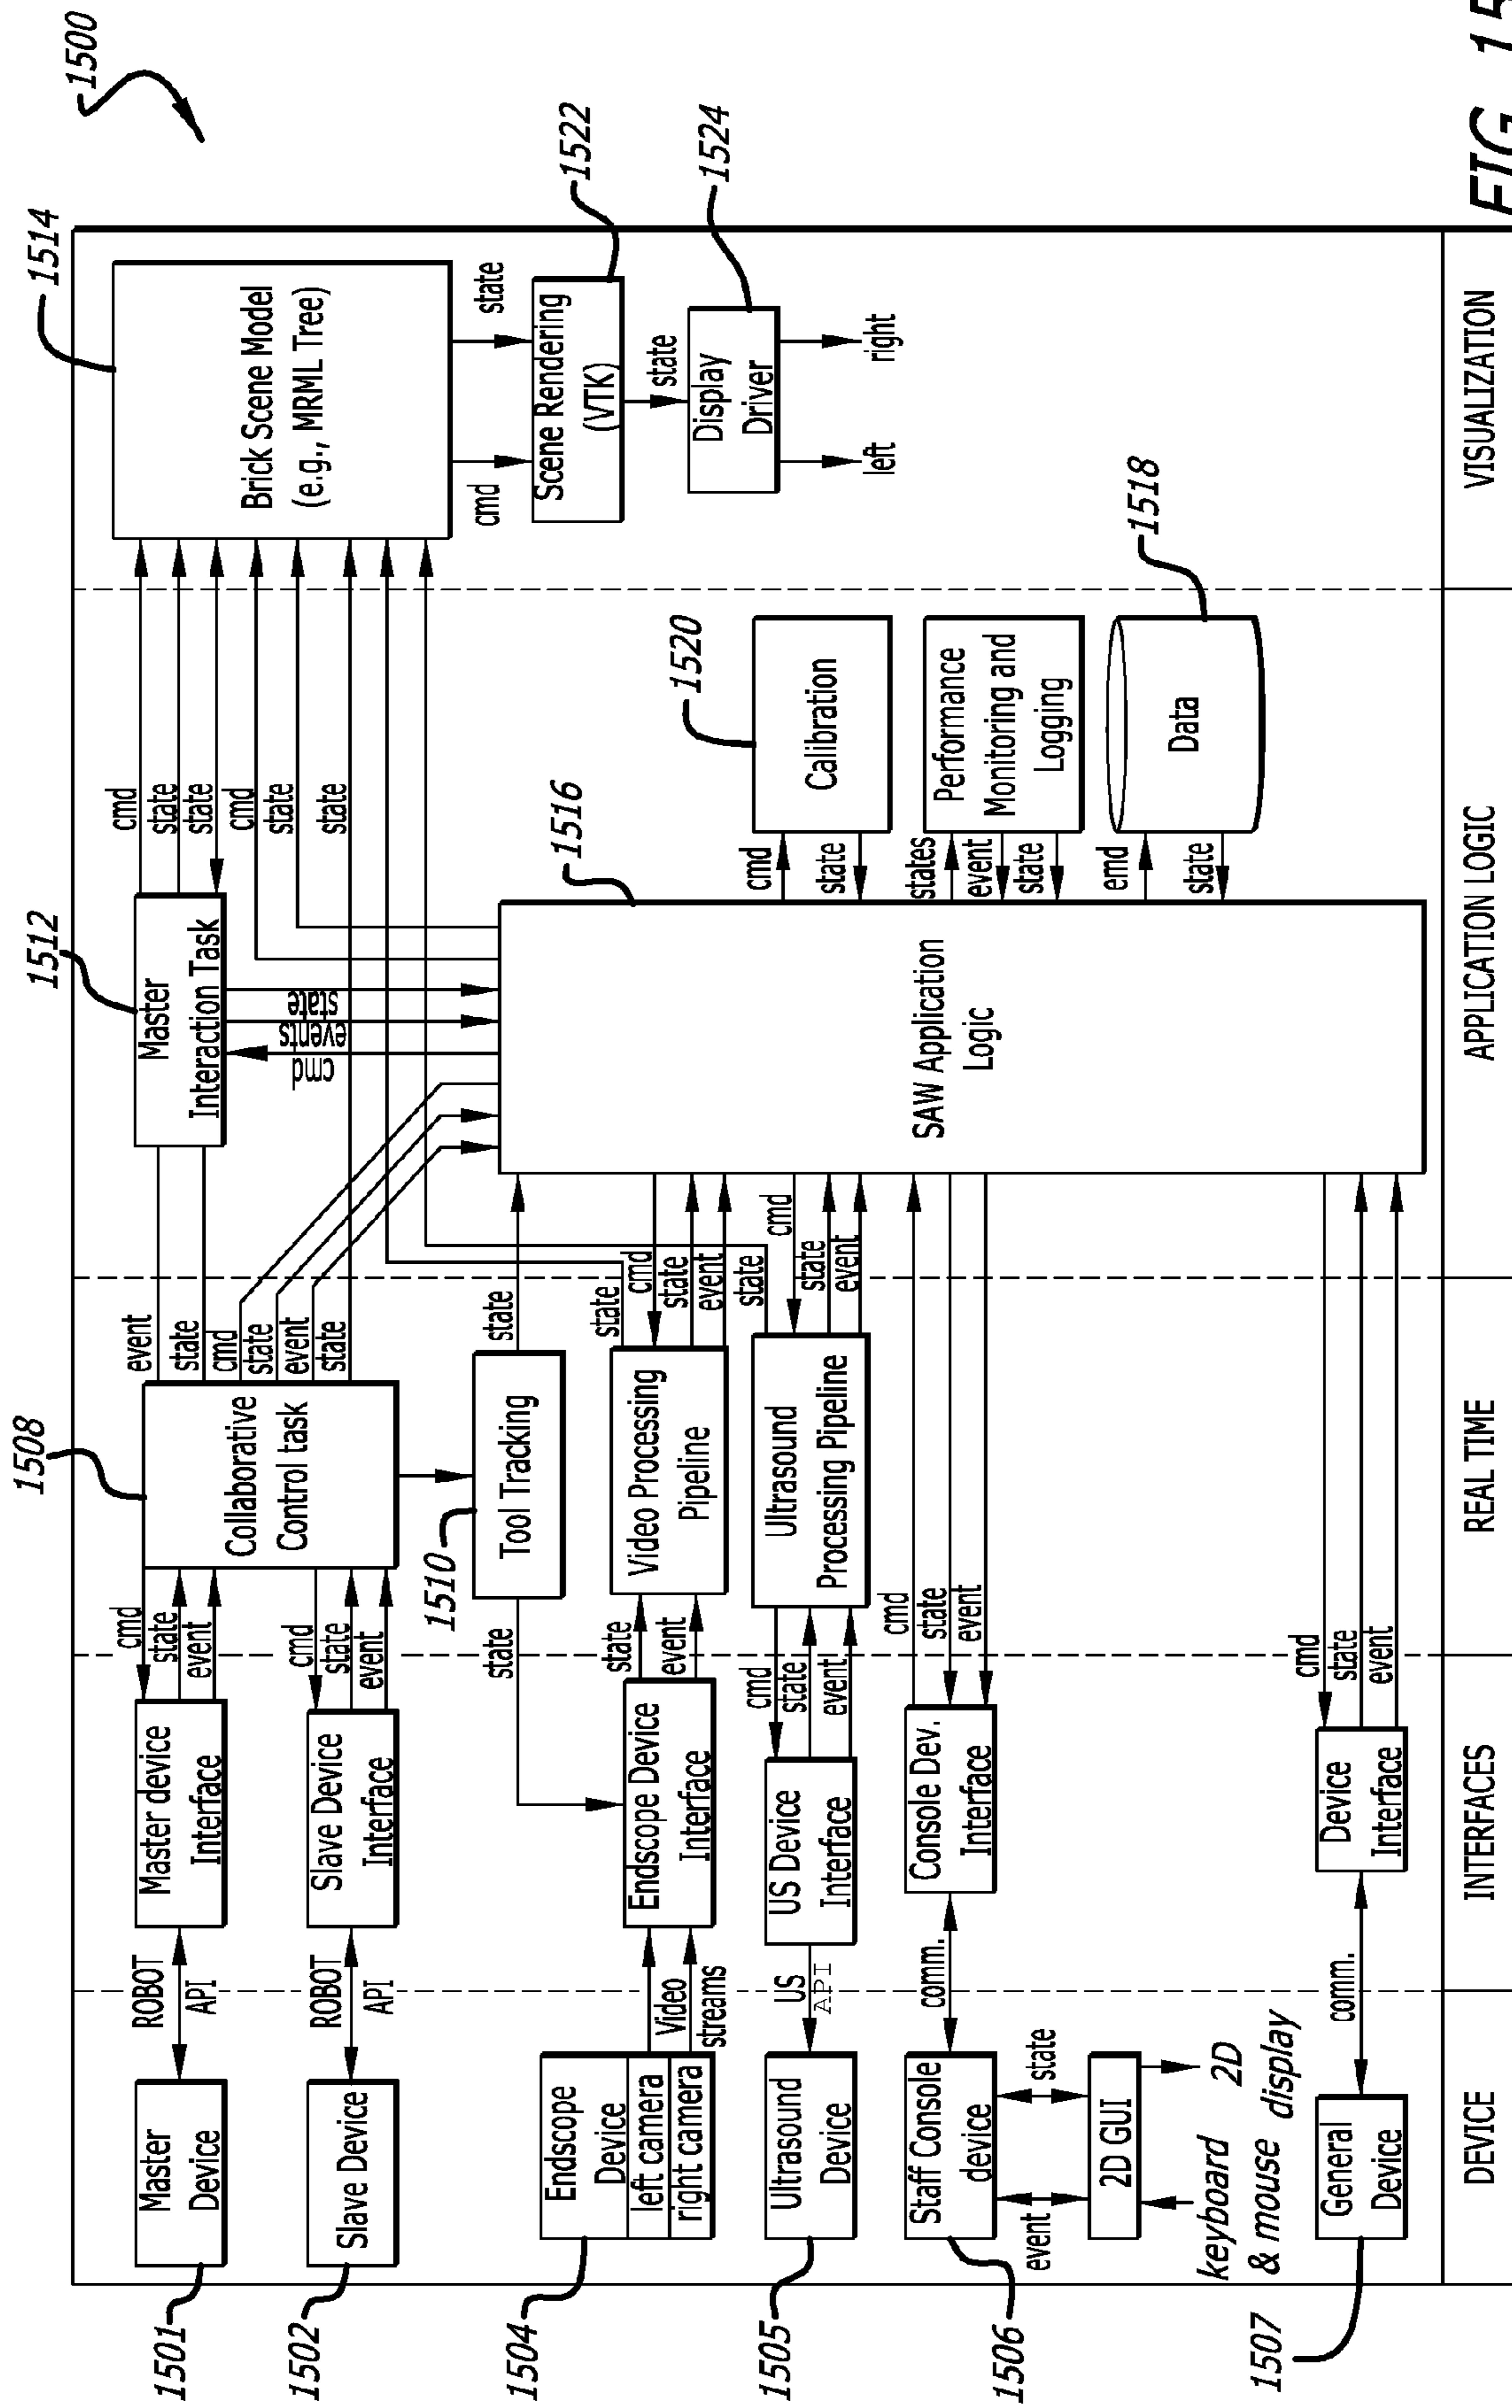 1500
1514
Brick Scene Model
(e.g., MRML Tree)
cmd
state
Scene Rendering
(VTK)
1522
state
Display
Driver
1524
left
right
1512
Master
Interaction Task
cmd
state
state
cmd
state
state
cmd
events
state
1516
SAW Application
Logic
cmd
state
1520
Calibration
states
event
state
Performance
Monitoring and
Logging
emd
state
Data
1518
1508
Collaborative
Control task
event
state
cmd
state
event
state
1510
Tool Tracking
state
state
Video Processing
Pipeline
state
event
state
cmd
state
event
Ultrasound
Processing Pipeline
state
cmd
state
event
cmd
state
event
Master device
Interface
cmd
state
event
Slave Device
Interface
cmd
state
event
Endscope Device
Interface
US Device
Interface
cmd
state
event
Console Dev.
Interface
Device
Interface
cmd
state
event
1501
Master
Device
ROBOT
API
1502
Slave Device
ROBOT
API
1504
Endscope
Device
left camera
right camera
Video
streams
1505
Ultrasound
Device
US
API
1506
Staff Console
device
comm.
event
state
2D GUI
keyboard
& mouse
2D
display
1507
General
Device
comm.
DEVICE
INTERFACES
REAL TIME
APPLICATION LOGIC
VISUALIZATION
FIG. 15